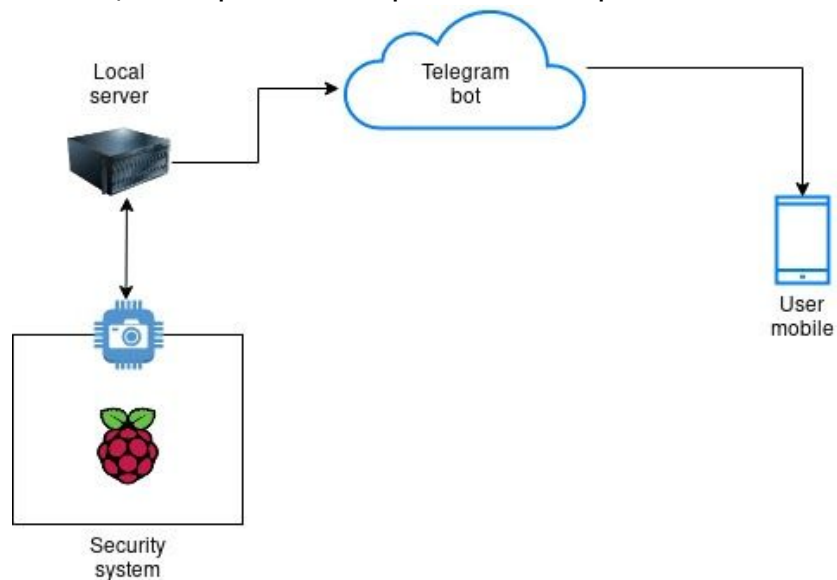 Local
server
Telegram
bot
User
mobile
Security
system